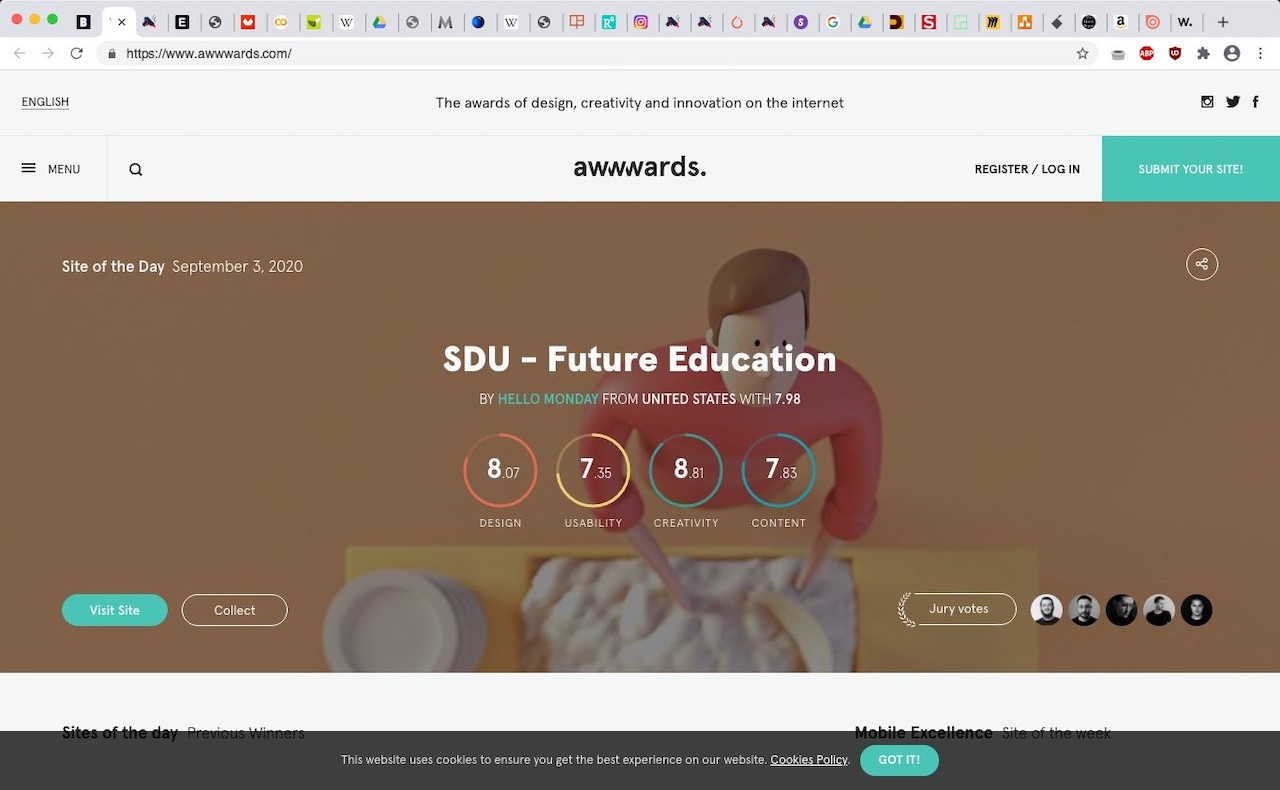 https://www.awwwards.com/
ENGLISH
The awards of design, creativity and innovation on the internet
MENU
awwwards.
REGISTER / LOG IN
SUBMIT YOUR SITE!
Site of the Day September 3, 2020
SDU – Future Education
BY HELLO MONDAY FROM UNITED STATES WITH 7.98
8.07 7.35 8.81 7.83
DESIGN USABILITY CREATIVITY CONTENT
Visit Site
Collect
Jury votes
Sites of the day Previous Winners
Mobile Excellence Site of the week
This website uses cookies to ensure you get the best experience on our website. Cookies Policy.
GOT IT!